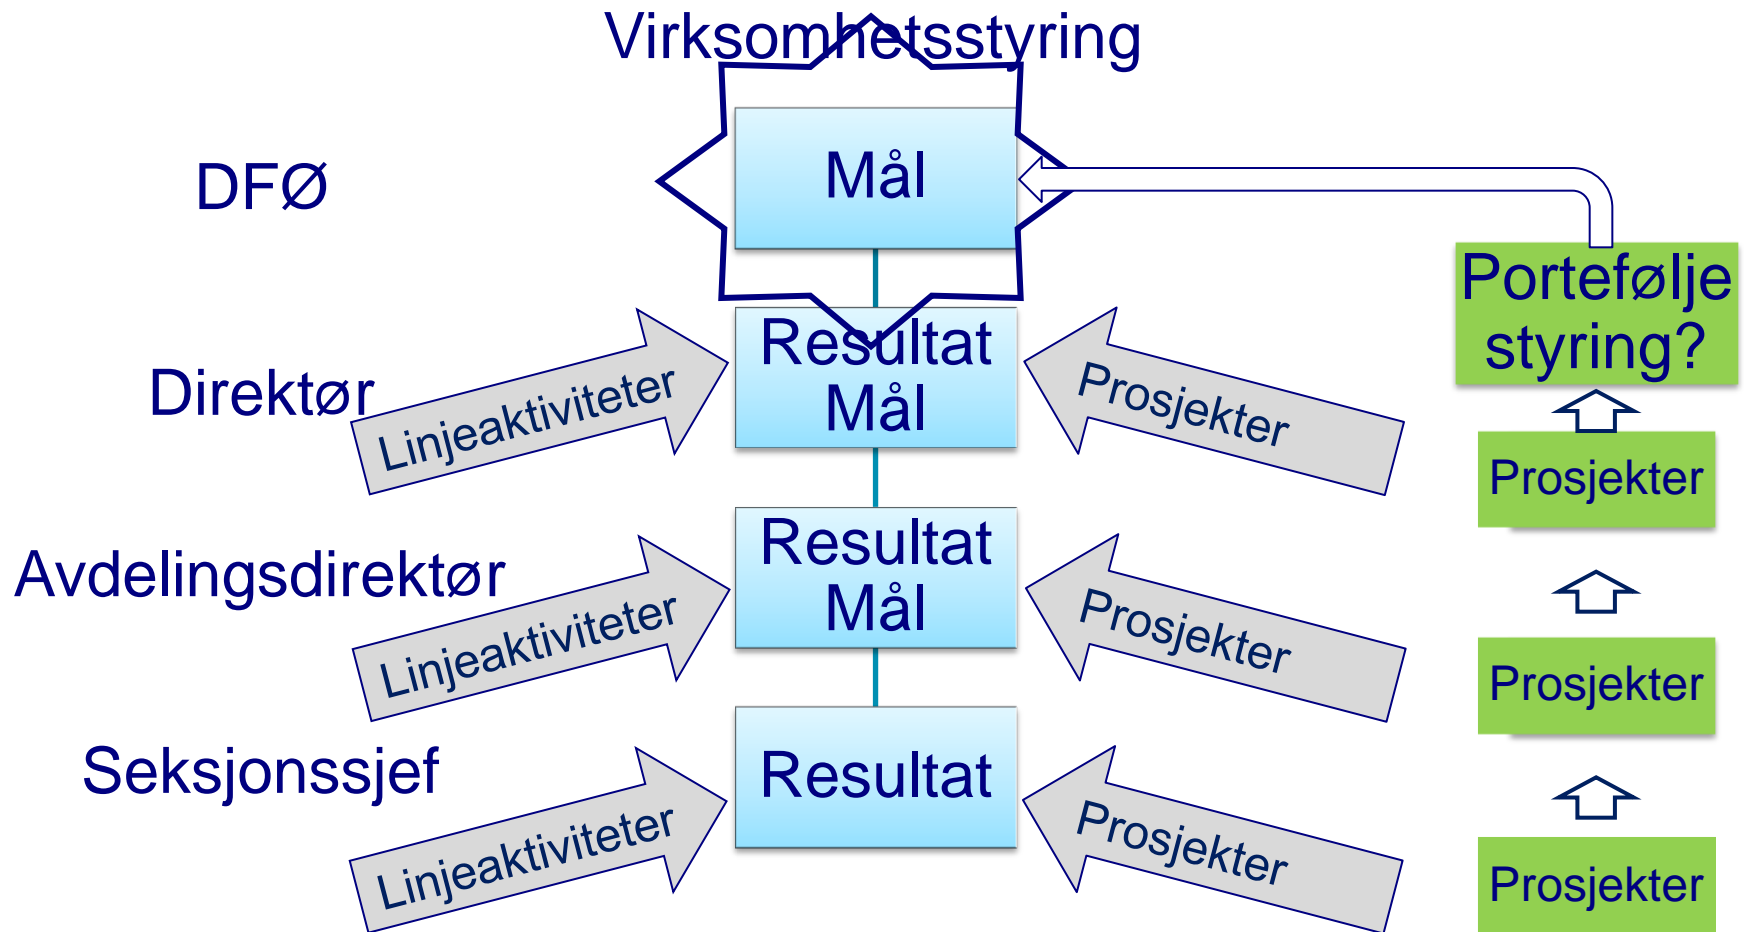 Virksomhetsstyring
DFØ
Mål
Portefølje
styring?
Direktør
Linjeaktiviteter
Resultat
Mål
Prosjekter
Prosjekter
Avdelingsdirektør
Linjeaktiviteter
Resultat
Mål
Prosjekter
Prosjekter
Seksjonssjef
Linjeaktiviteter
Resultat
Prosjekter
Prosjekter